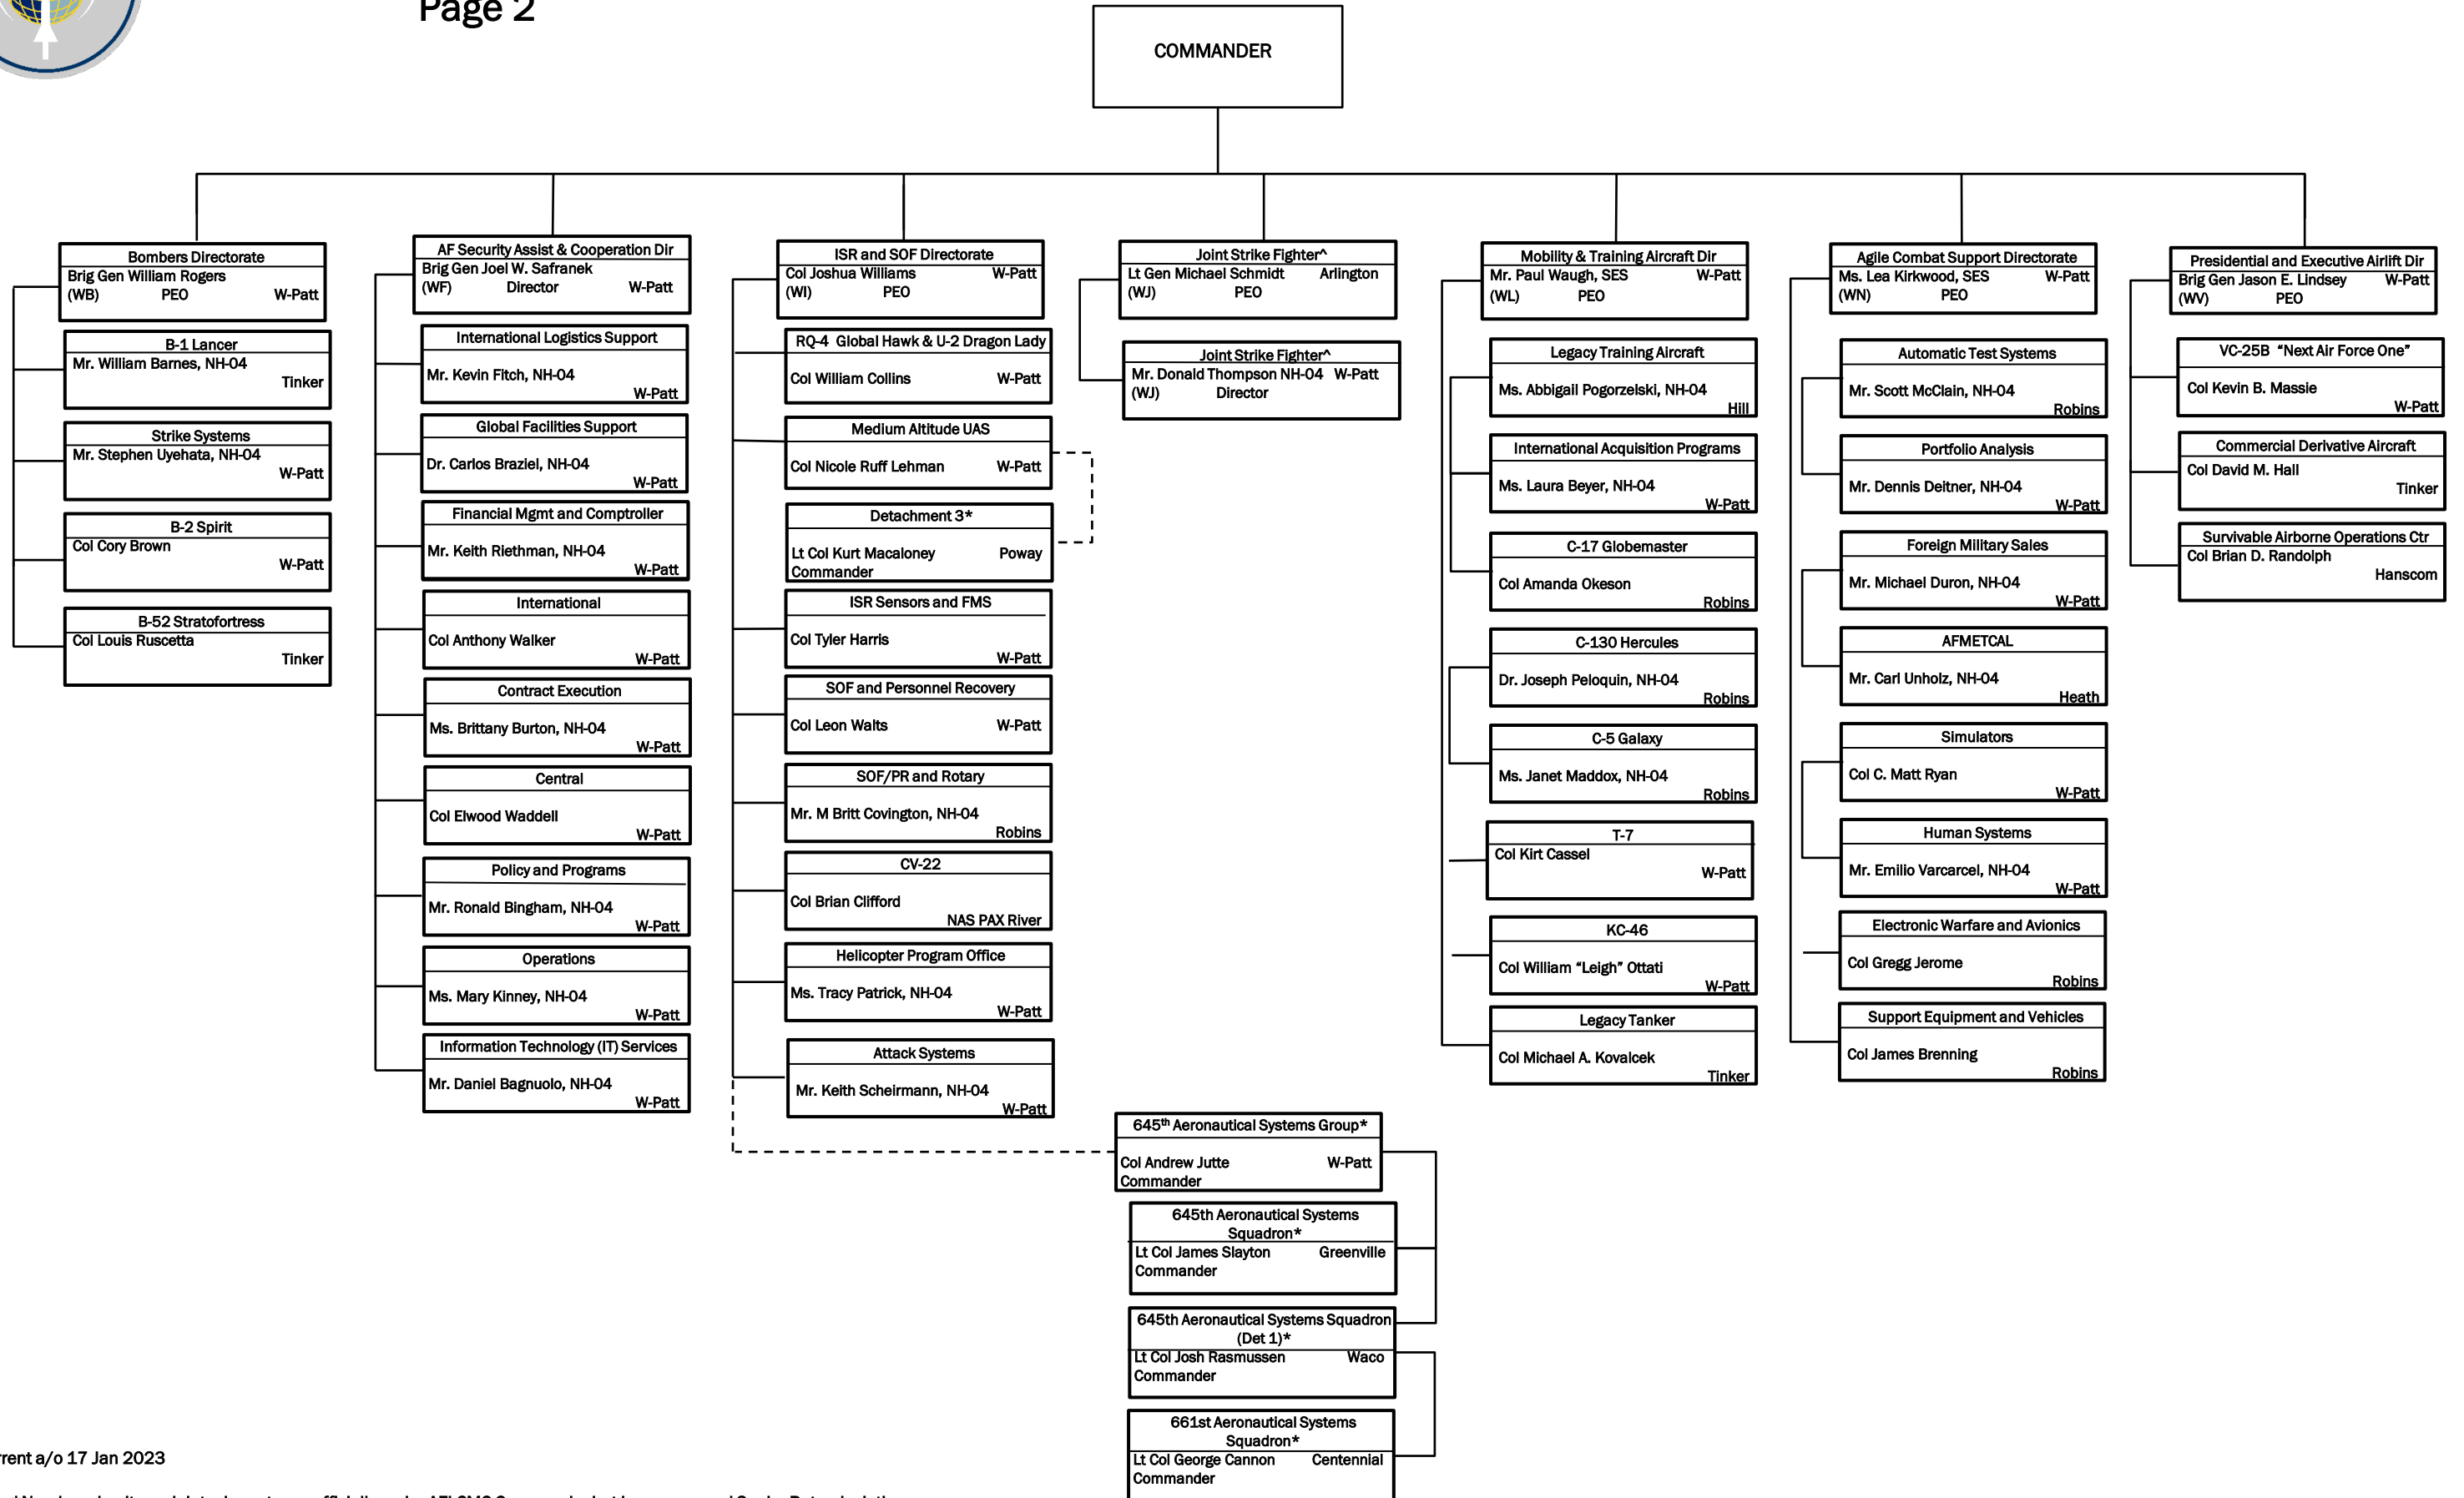 Page 2
COMMANDER
Bombers Directorate
Brig Gen William Rogers
(WB) PEO W-Patt
B-1 Lancer
Mr. William Barnes, NH-04
Tinker
Strike Systems
Mr. Stephen Uyehata, NH-04
W-Patt
B-2 Spirit
Col Cory Brown
W-Patt
B-52 Stratofortress
Col Louis Ruscetta
Tinker
AF Security Assist & Cooperation Dir
Brig Gen Joel W. Safranek
(WF) Director W-Patt
International Logistics Support
Mr. Kevin Fitch, NH-04
W-Patt
Global Facilities Support
Dr. Carlos Braziel, NH-04
W-Patt
Financial Mgmt and Comptroller
Mr. Keith Riethman, NH-04
W-Patt
International
Col Anthony Walker
W-Patt
Contract Execution
Ms. Brittany Burton, NH-04
W-Patt
Central
Col Elwood Waddell
W-Patt
Policy and Programs
Mr. Ronald Bingham, NH-04
W-Patt
Operations
Ms. Mary Kinney, NH-04
W-Patt
Information Technology (IT) Services
Mr. Daniel Bagnuolo, NH-04
W-Patt
ISR and SOF Directorate
Col Joshua Williams W-Patt
(WI) PEO
RQ-4 Global Hawk & U-2 Dragon Lady
Col William Collins W-Patt
Medium Altitude UAS
Col Nicole Ruff Lehman W-Patt
Detachment 3*
Lt Col Kurt Macaloney Poway
Commander
ISR Sensors and FMS
Col Tyler Harris
W-Patt
SOF and Personnel Recovery
Col Leon Walts W-Patt
SOF/PR and Rotary
Mr. M Britt Covington, NH-04
Robins
CV-22
Col Brian Clifford
NAS PAX River
Helicopter Program Office
Ms. Tracy Patrick, NH-04
W-Patt
Attack Systems
Mr. Keith Scheirmann, NH-04
W-Patt
Joint Strike Fighter^
Lt Gen Michael Schmidt Arlington
(WJ) PEO
Joint Strike Fighter^
Mr. Donald Thompson NH-04 W-Patt
(WJ) Director
645th Aeronautical Systems Group*
Col Andrew Jutte W-Patt
Commander
645th Aeronautical Systems
Squadron*
Lt Col James Slayton Greenville
Commander
645th Aeronautical Systems Squadron
(Det 1)*
Lt Col Josh Rasmussen Waco
Commander
661st Aeronautical Systems
Squadron*
Lt Col George Cannon Centennial
Commander
Mobility & Training Aircraft Dir
Mr. Paul Waugh, SES W-Patt
(WL) PEO
Legacy Training Aircraft
Ms. Abbigail Pogorzelski, NH-04
Hill
International Acquisition Programs
Ms. Laura Beyer, NH-04
W-Patt
C-17 Globemaster
Col Amanda Okeson
Robins
C-130 Hercules
Dr. Joseph Peloquin, NH-04
Robins
C-5 Galaxy
Ms. Janet Maddox, NH-04
Robins
T-7
Col Kirt Cassel
W-Patt
KC-46
Col William “Leigh” Ottati
W-Patt
Legacy Tanker
Col Michael A. Kovalcek
Tinker
Agile Combat Support Directorate
Ms. Lea Kirkwood, SES W-Patt
(WN) PEO
Automatic Test Systems
Mr. Scott McClain, NH-04
Robins
Portfolio Analysis
Mr. Dennis Deitner, NH-04
W-Patt
Foreign Military Sales
Mr. Michael Duron, NH-04
W-Patt
AFMETCAL
Mr. Carl Unholz, NH-04
Heath
Simulators
Col C. Matt Ryan
W-Patt
Human Systems
Mr. Emilio Varcarcel, NH-04
W-Patt
Electronic Warfare and Avionics
Col Gregg Jerome
Robins
Support Equipment and Vehicles
Col James Brenning
Robins
Presidential and Executive Airlift Dir
Brig Gen Jason E. Lindsey W-Patt
(WV) PEO
VC-25B “Next Air Force One”
Col Kevin B. Massie
W-Patt
Commercial Derivative Aircraft
Col David M. Hall
Tinker
Survivable Airborne Operations Ctr
Col Brian D. Randolph
Hanscom
rrent a/o 17 Jan 2023